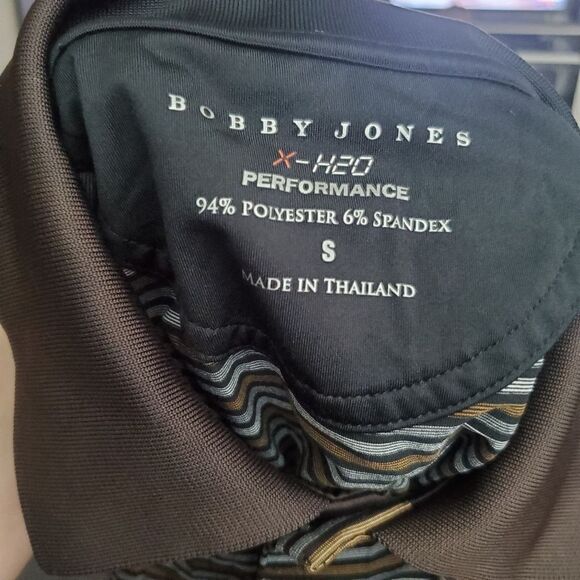 BOBBY JONES
X-H2O
PERFORMANCE
94% POLYESTER 6% SPANDEX
S
MADE IN THAILAND